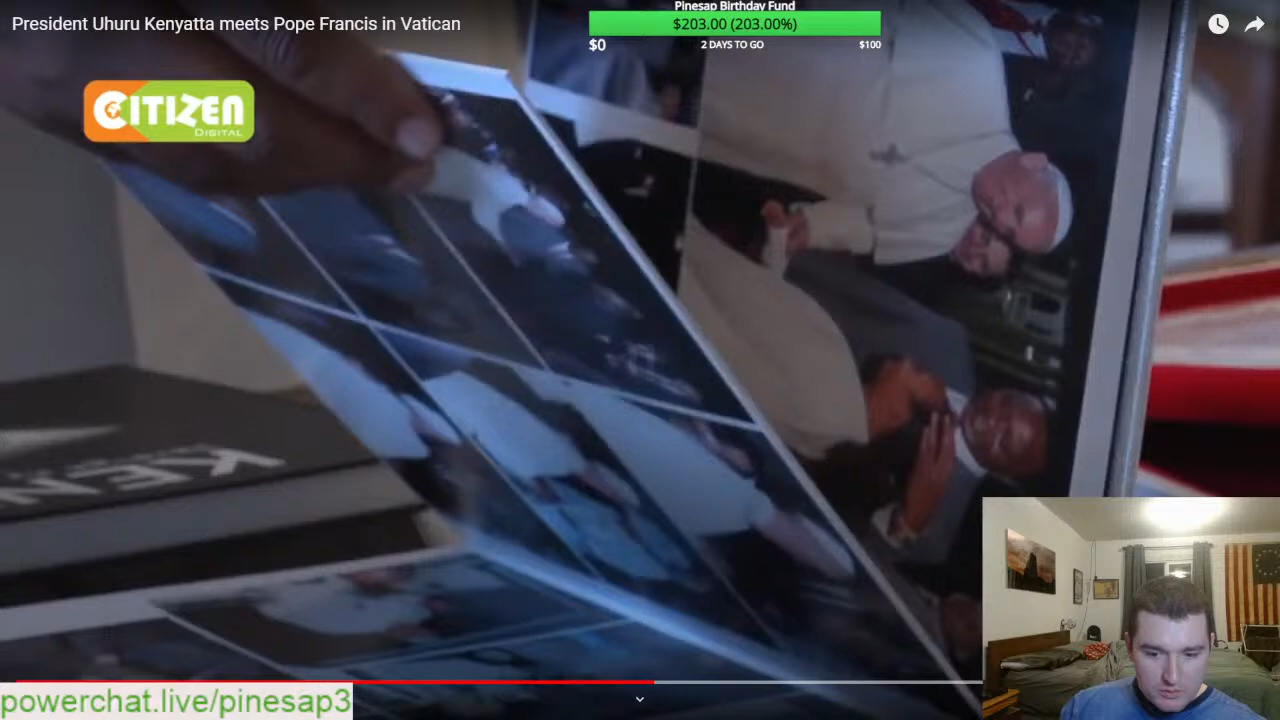 President Uhuru Kenyatta meets Pope Francis in Vatican
Pinesap Birthday Fund
$203.00 (203.00%)
$0 2 DAYS TO GO $100
CITIZEN
DIGITAL
KEN
powerchat.live/pinesap3